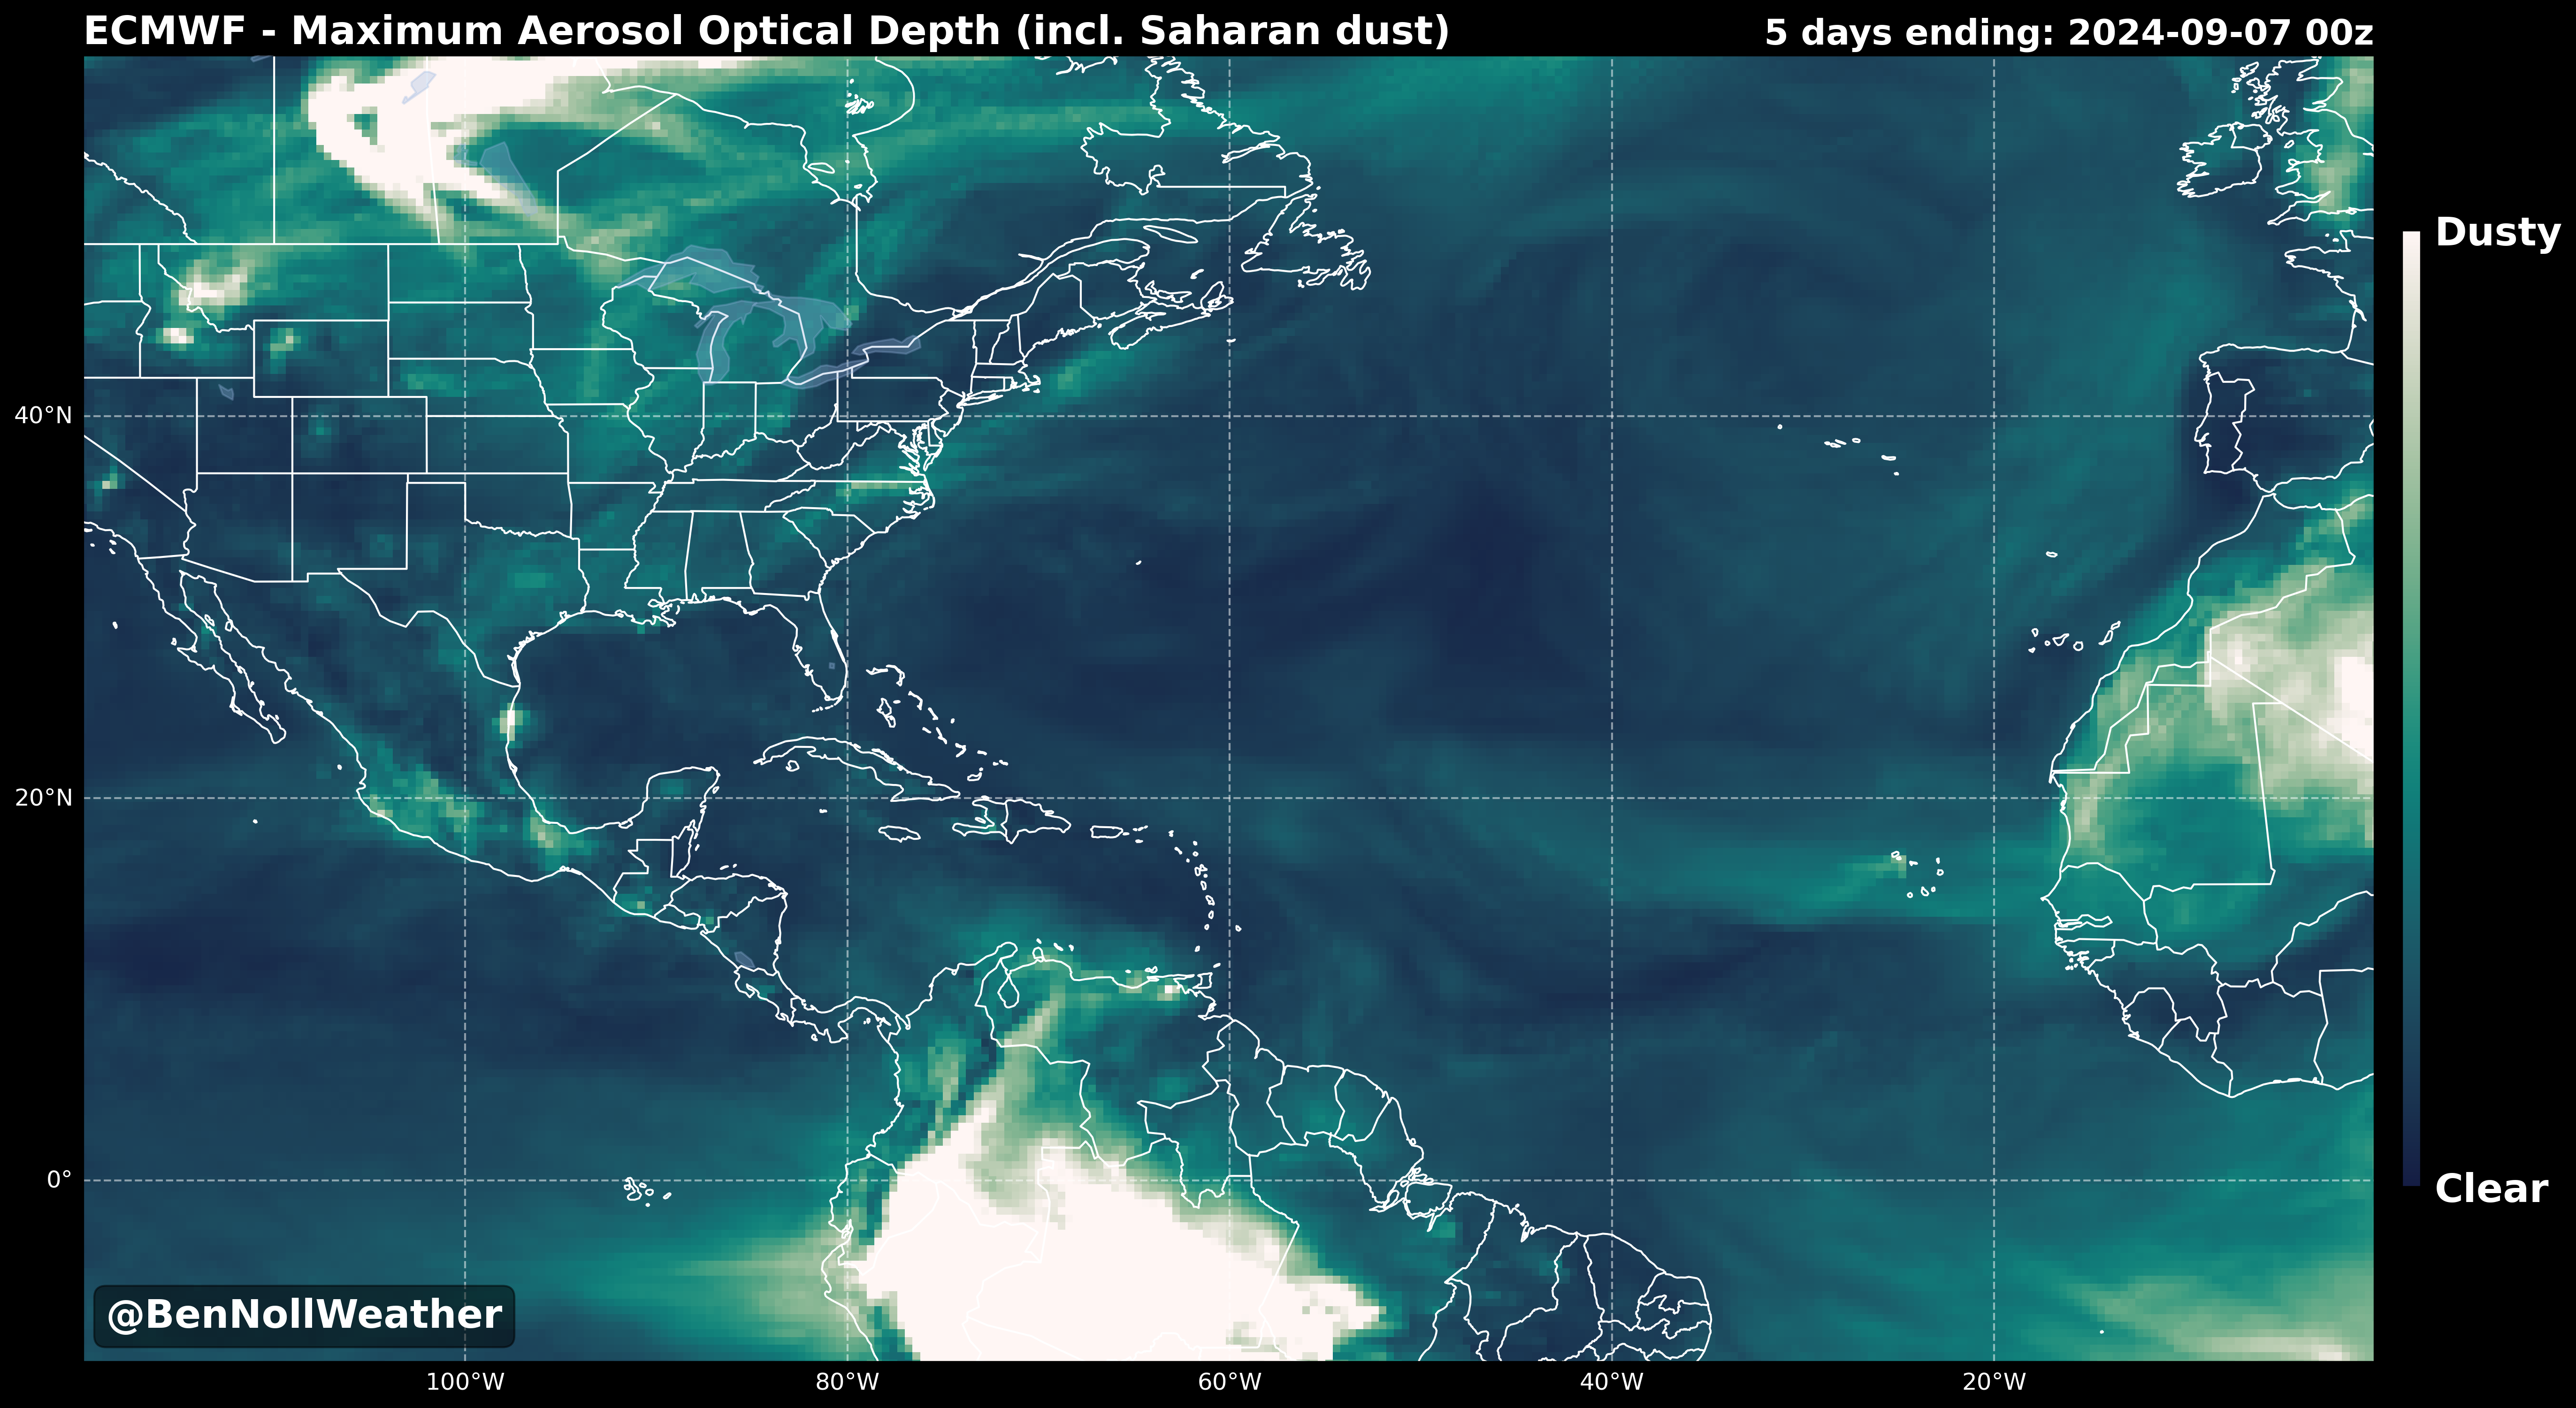 ECMWF - Maximum Aerosol Optical Depth (incl. Saharan dust)
5 days ending: 2024-09-07 00z
Dusty
40°N
20°N
0°
Clear
@BenNollWeather
100°W
80°W
60°W
40°W
20°W